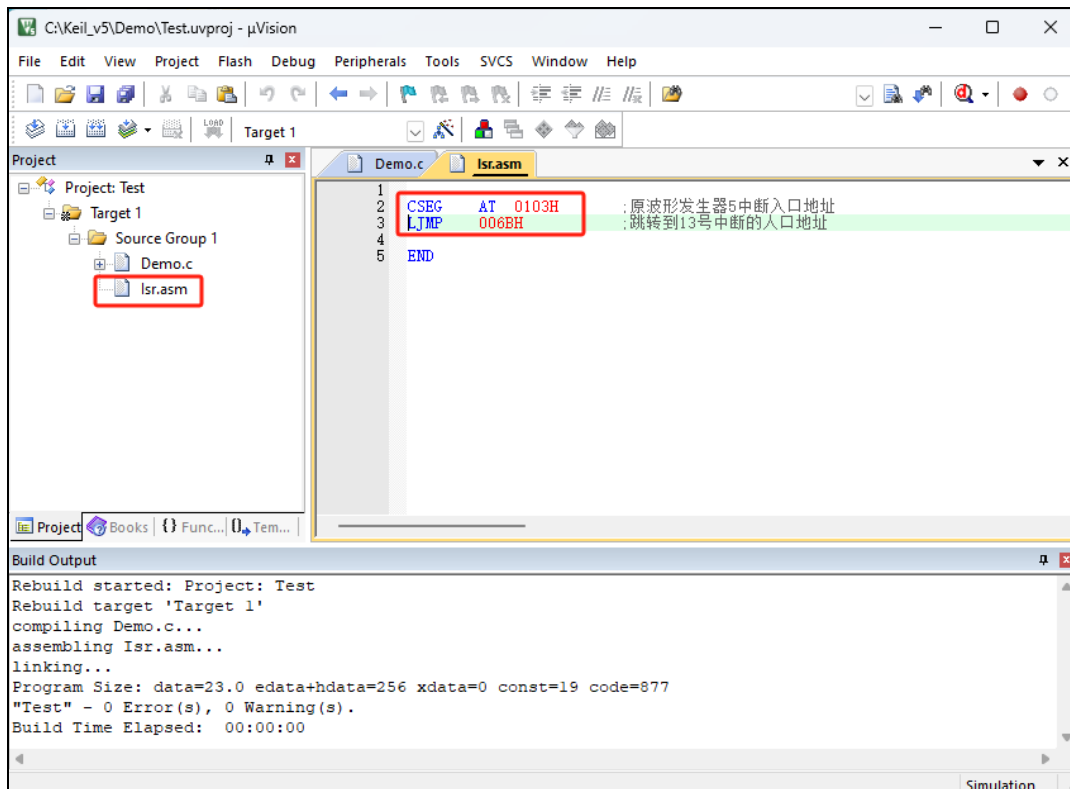 C:\Keil_v5\Demo\Test.uvproj - µVision
File Edit View Project Flash Debug Peripherals Tools SVCS Window Help
LOAD Target 1
Project
Demo.c Isr.asm
Project: Test
Target 1
Source Group 1
Demo.c
Isr.asm
1
2 CSEG AT 0103H ;原波形发生器5中断入口地址
3 LJMP 006BH ;跳转到13号中断的入口地址
4
5 END
Project Books {} Func... Tem...
Build Output
Rebuild started: Project: Test
Rebuild target 'Target 1'
compiling Demo.c...
assembling Isr.asm...
linking...
Program Size: data=23.0 edata+hdata=256 xdata=0 const=19 code=877
"Test" - 0 Error(s), 0 Warning(s).
Build Time Elapsed: 00:00:00
Simulation